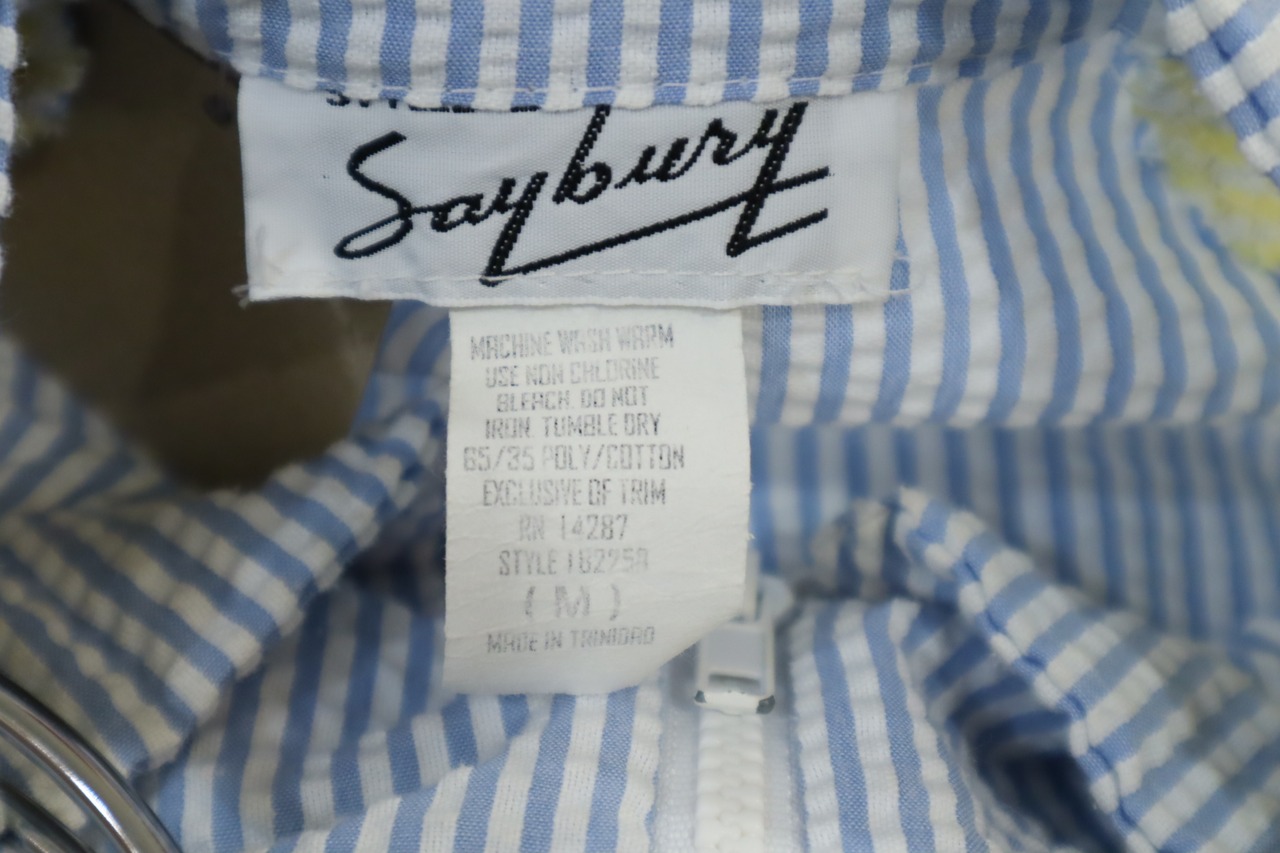 Saybury
MACHINE WASH WARM
USE NON CHLORINE
BLEACH. DO NOT
IRON. TUMBLE DRY
65/35 POLY/COTTON
EXCLUSIVE OF TRIM
RN 14287
STYLE
( M )
MADE IN TRINIDAD